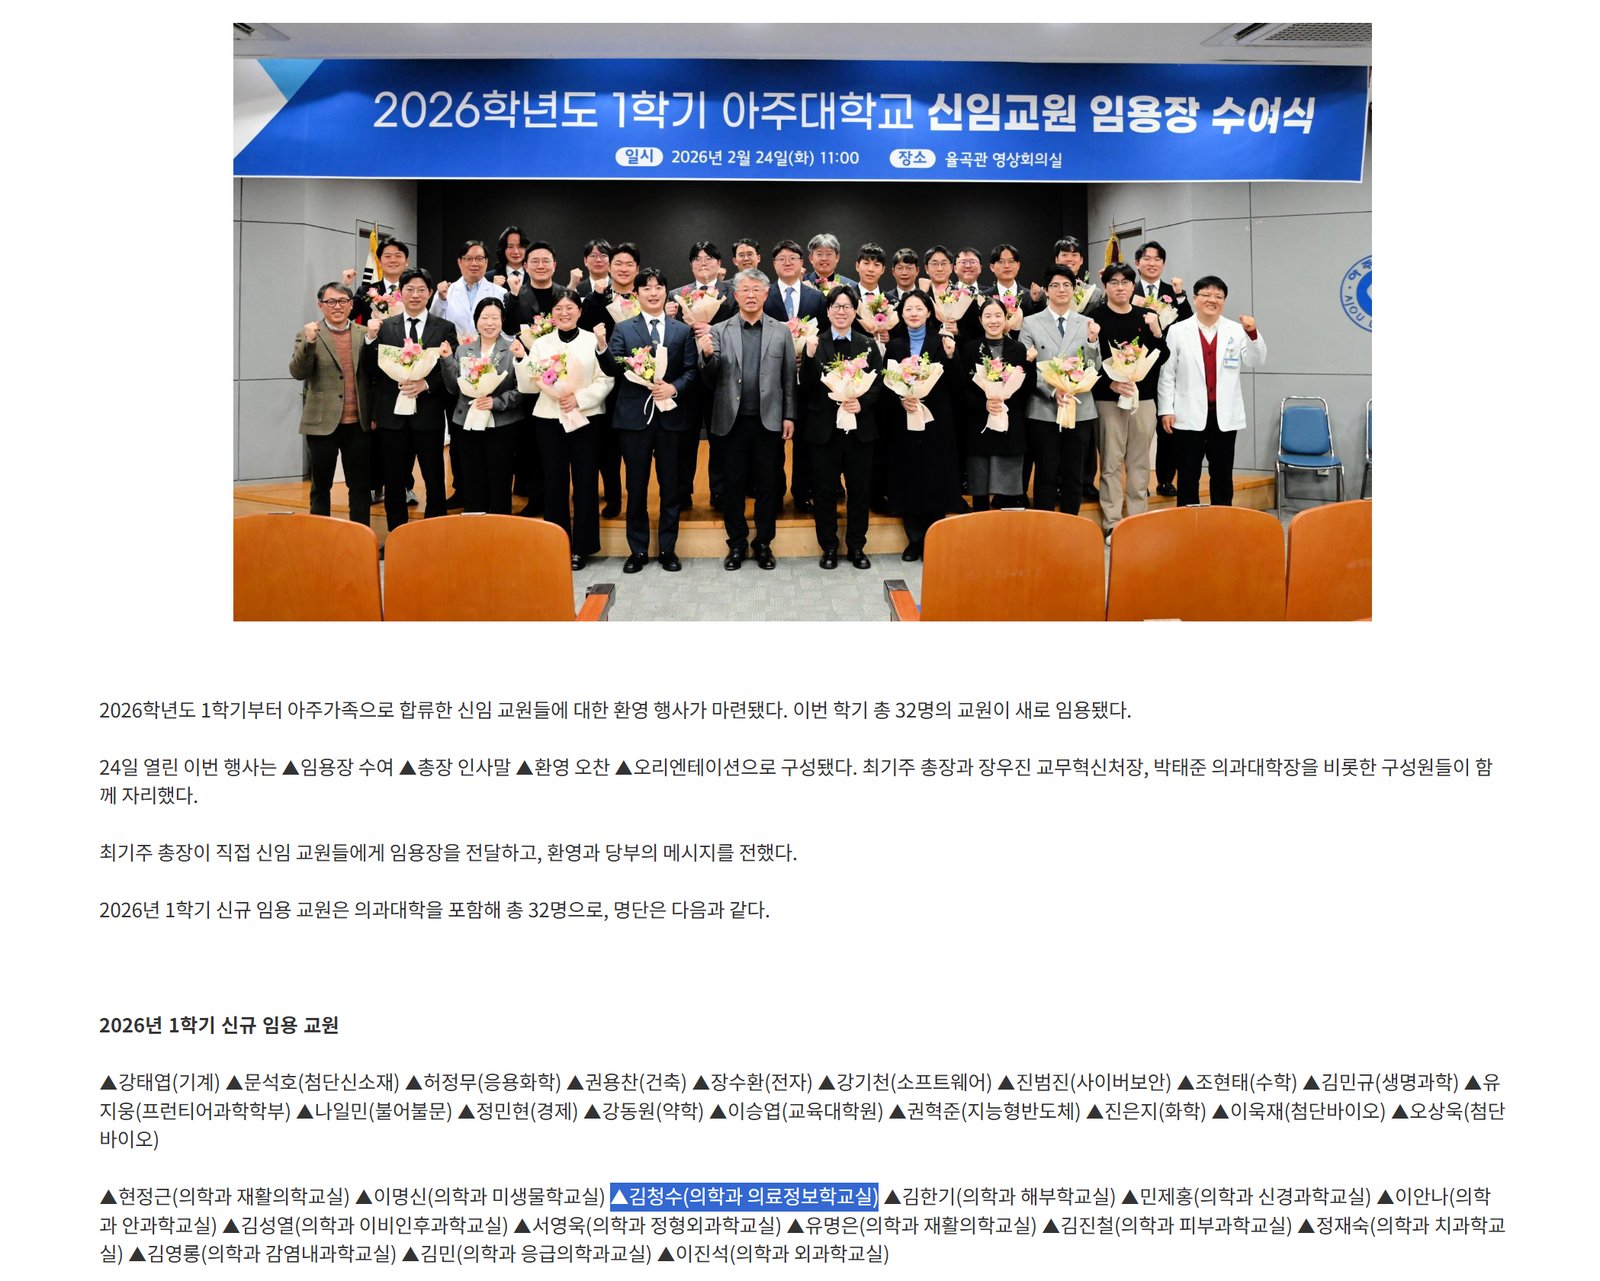 2026학년도 1학기 아주대학교 신임교원 임용장 수여식
일시 2026년 2월 24일(화) 11:00 장소 율곡관 영상회의실
2026학년도 1학기부터 아주가족으로 합류한 신임 교원들에 대한 환영 행사가 마련됐다. 이번 학기 총 32명의 교원이 새로 임용됐다.
24일 열린 이번 행사는 ▲임용장 수여 ▲총장 인사말 ▲환영 오찬 ▲오리엔테이션으로 구성됐다. 최기주 총장과 장우진 교무혁신처장, 박태준 의과대학장을 비롯한 구성원들이 함
께 자리했다.
최기주 총장이 직접 신임 교원들에게 임용장을 전달하고, 환영과 당부의 메시지를 전했다.
2026년 1학기 신규 임용 교원은 의과대학을 포함해 총 32명으로, 명단은 다음과 같다.
2026년 1학기 신규 임용 교원
▲강태엽(기계) ▲문석호(첨단신소재) ▲허정무(응용화학) ▲권용찬(건축) ▲장수환(전자) ▲강기천(소프트웨어) ▲진범진(사이버보안) ▲조현태(수학) ▲김민규(생명과학) ▲유
지웅(프런티어과학학부) ▲나일민(불어불문) ▲정민현(경제) ▲강동원(약학) ▲이승엽(교육대학원) ▲권혁준(지능형반도체) ▲진은지(화학) ▲이욱재(첨단바이오) ▲오상욱(첨단
바이오)
▲현정근(의학과 재활의학교실) ▲이명신(의학과 미생물학교실) ▲김청수(의학과 의료정보학교실) ▲김한기(의학과 해부학교실) ▲민제홍(의학과 신경과학교실) ▲이안나(의학
과 안과학교실) ▲김성열(의학과 이비인후과학교실) ▲서영욱(의학과 정형외과학교실) ▲유명은(의학과 재활의학교실) ▲김진철(의학과 피부과학교실) ▲정재숙(의학과 치과학교
실) ▲김영롱(의학과 감염내과학교실) ▲김민(의학과 응급의학과교실) ▲이진석(의학과 외과학교실)